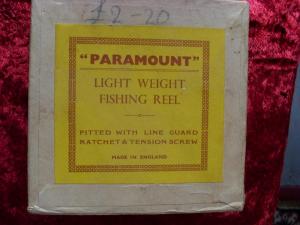 £2-20
"PARAMOUNT"
LIGHT WEIGHT
FISHING REEL
FITTED WITH LINE GUARD
RATCHET & TENSION SCREW
MADE IN ENGLAND